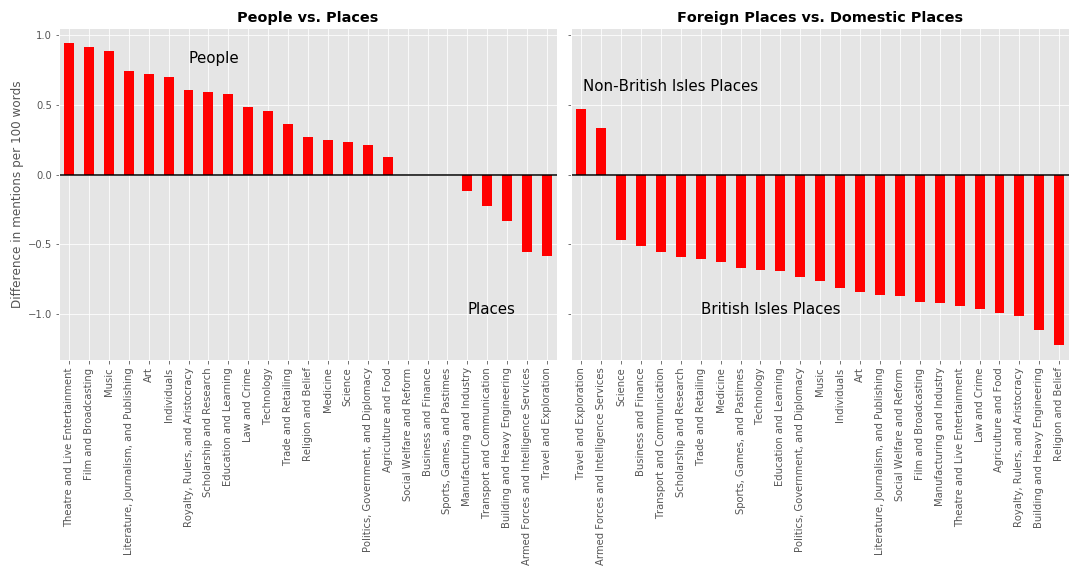 People vs. Places
Foreign Places vs. Domestic Places
Difference in mentions per 100 words
1.0
0.5
0.0
−0.5
−1.0
People
Places
Non-British Isles Places
British Isles Places
Theatre and Live Entertainment
Film and Broadcasting
Music
Literature, Journalism, and Publishing
Art
Individuals
Royalty, Rulers, and Aristocracy
Scholarship and Research
Education and Learning
Law and Crime
Technology
Trade and Retailing
Religion and Belief
Medicine
Science
Politics, Government, and Diplomacy
Agriculture and Food
Social Welfare and Reform
Business and Finance
Sports, Games, and Pastimes
Manufacturing and Industry
Transport and Communication
Building and Heavy Engineering
Armed Forces and Intelligence Services
Travel and Exploration
Travel and Exploration
Armed Forces and Intelligence Services
Science
Business and Finance
Transport and Communication
Scholarship and Research
Trade and Retailing
Medicine
Sports, Games, and Pastimes
Technology
Education and Learning
Politics, Government, and Diplomacy
Music
Individuals
Art
Literature, Journalism, and Publishing
Social Welfare and Reform
Film and Broadcasting
Manufacturing and Industry
Theatre and Live Entertainment
Law and Crime
Agriculture and Food
Royalty, Rulers, and Aristocracy
Building and Heavy Engineering
Religion and Belief